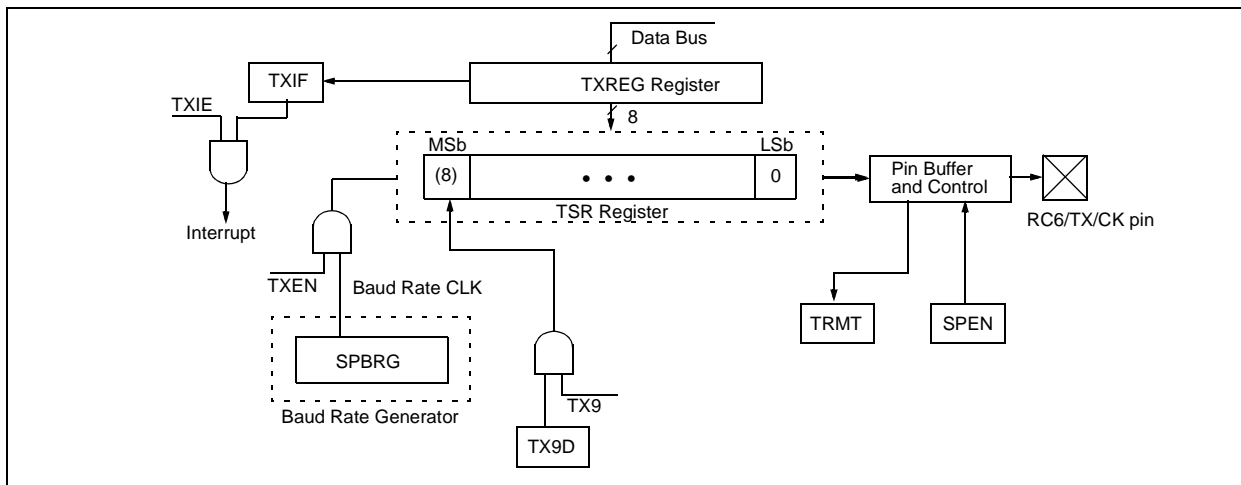 Data Bus
TXIF
TXREG Register
TXIE
8
MSb
LSb
(8)
• • •
0
Pin Buffer
and Control
TSR Register
RC6/TX/CK pin
Interrupt
TXEN
Baud Rate CLK
TRMT
SPEN
SPBRG
TX9
Baud Rate Generator
TX9D